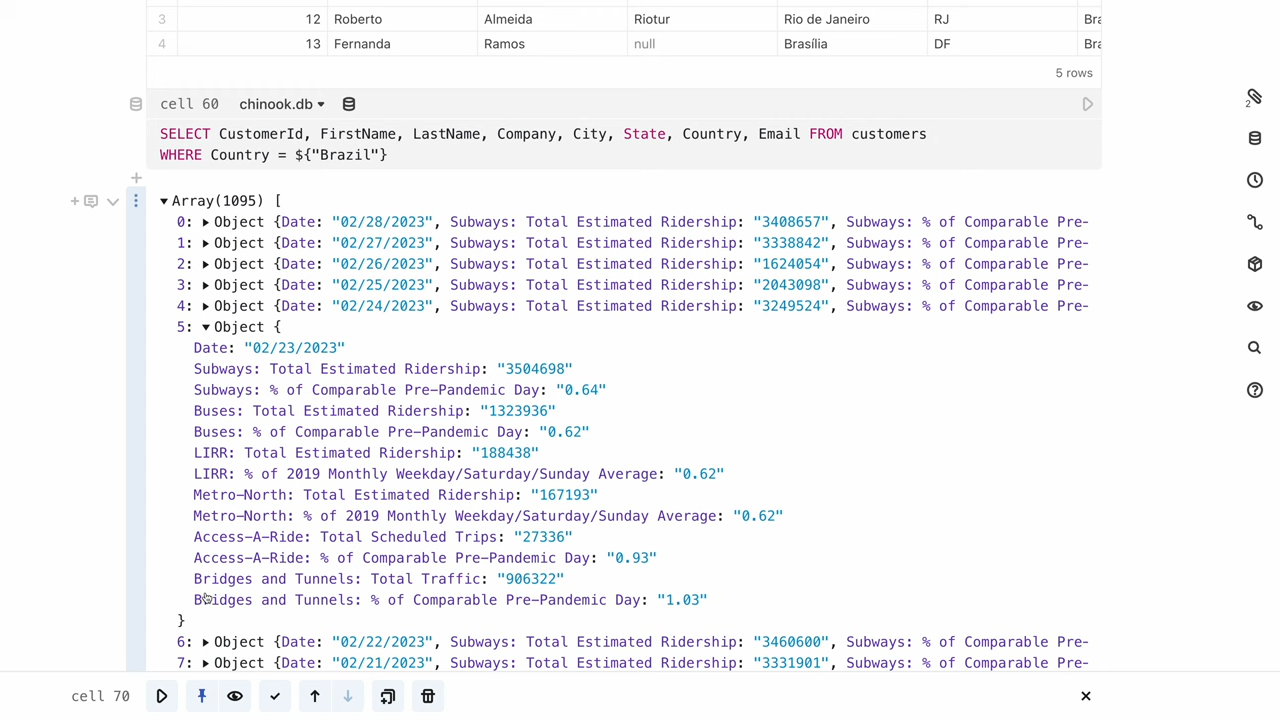 3 12 Roberto Almeida Riotur Rio de Janeiro RJ Bra
4 13 Fernanda Ramos null Brasília DF Bra
5 rows
cell 60 chinook.db
SELECT CustomerId, FirstName, LastName, Company, City, State, Country, Email FROM customers
WHERE Country = ${"Brazil"}
2
Array(1095) [
0: Object {Date: "02/28/2023", Subways: Total Estimated Ridership: "3408657", Subways: % of Comparable Pre-
1: Object {Date: "02/27/2023", Subways: Total Estimated Ridership: "3338842", Subways: % of Comparable Pre-
2: Object {Date: "02/26/2023", Subways: Total Estimated Ridership: "1624054", Subways: % of Comparable Pre-
3: Object {Date: "02/25/2023", Subways: Total Estimated Ridership: "2043098", Subways: % of Comparable Pre-
4: Object {Date: "02/24/2023", Subways: Total Estimated Ridership: "3249524", Subways: % of Comparable Pre-
5: Object {
Date: "02/23/2023"
Subways: Total Estimated Ridership: "3504698"
Subways: % of Comparable Pre-Pandemic Day: "0.64"
Buses: Total Estimated Ridership: "1323936"
Buses: % of Comparable Pre-Pandemic Day: "0.62"
LIRR: Total Estimated Ridership: "188438"
LIRR: % of 2019 Monthly Weekday/Saturday/Sunday Average: "0.62"
Metro-North: Total Estimated Ridership: "167193"
Metro-North: % of 2019 Monthly Weekday/Saturday/Sunday Average: "0.62"
Access-A-Ride: Total Scheduled Trips: "27336"
Access-A-Ride: % of Comparable Pre-Pandemic Day: "0.93"
Bridges and Tunnels: Total Traffic: "906322"
Bridges and Tunnels: % of Comparable Pre-Pandemic Day: "1.03"
}
6: Object {Date: "02/22/2023", Subways: Total Estimated Ridership: "3460600", Subways: % of Comparable Pre-
7: Object {Date: "02/21/2023", Subways: Total Estimated Ridership: "3331901", Subways: % of Comparable Pre-
cell 70